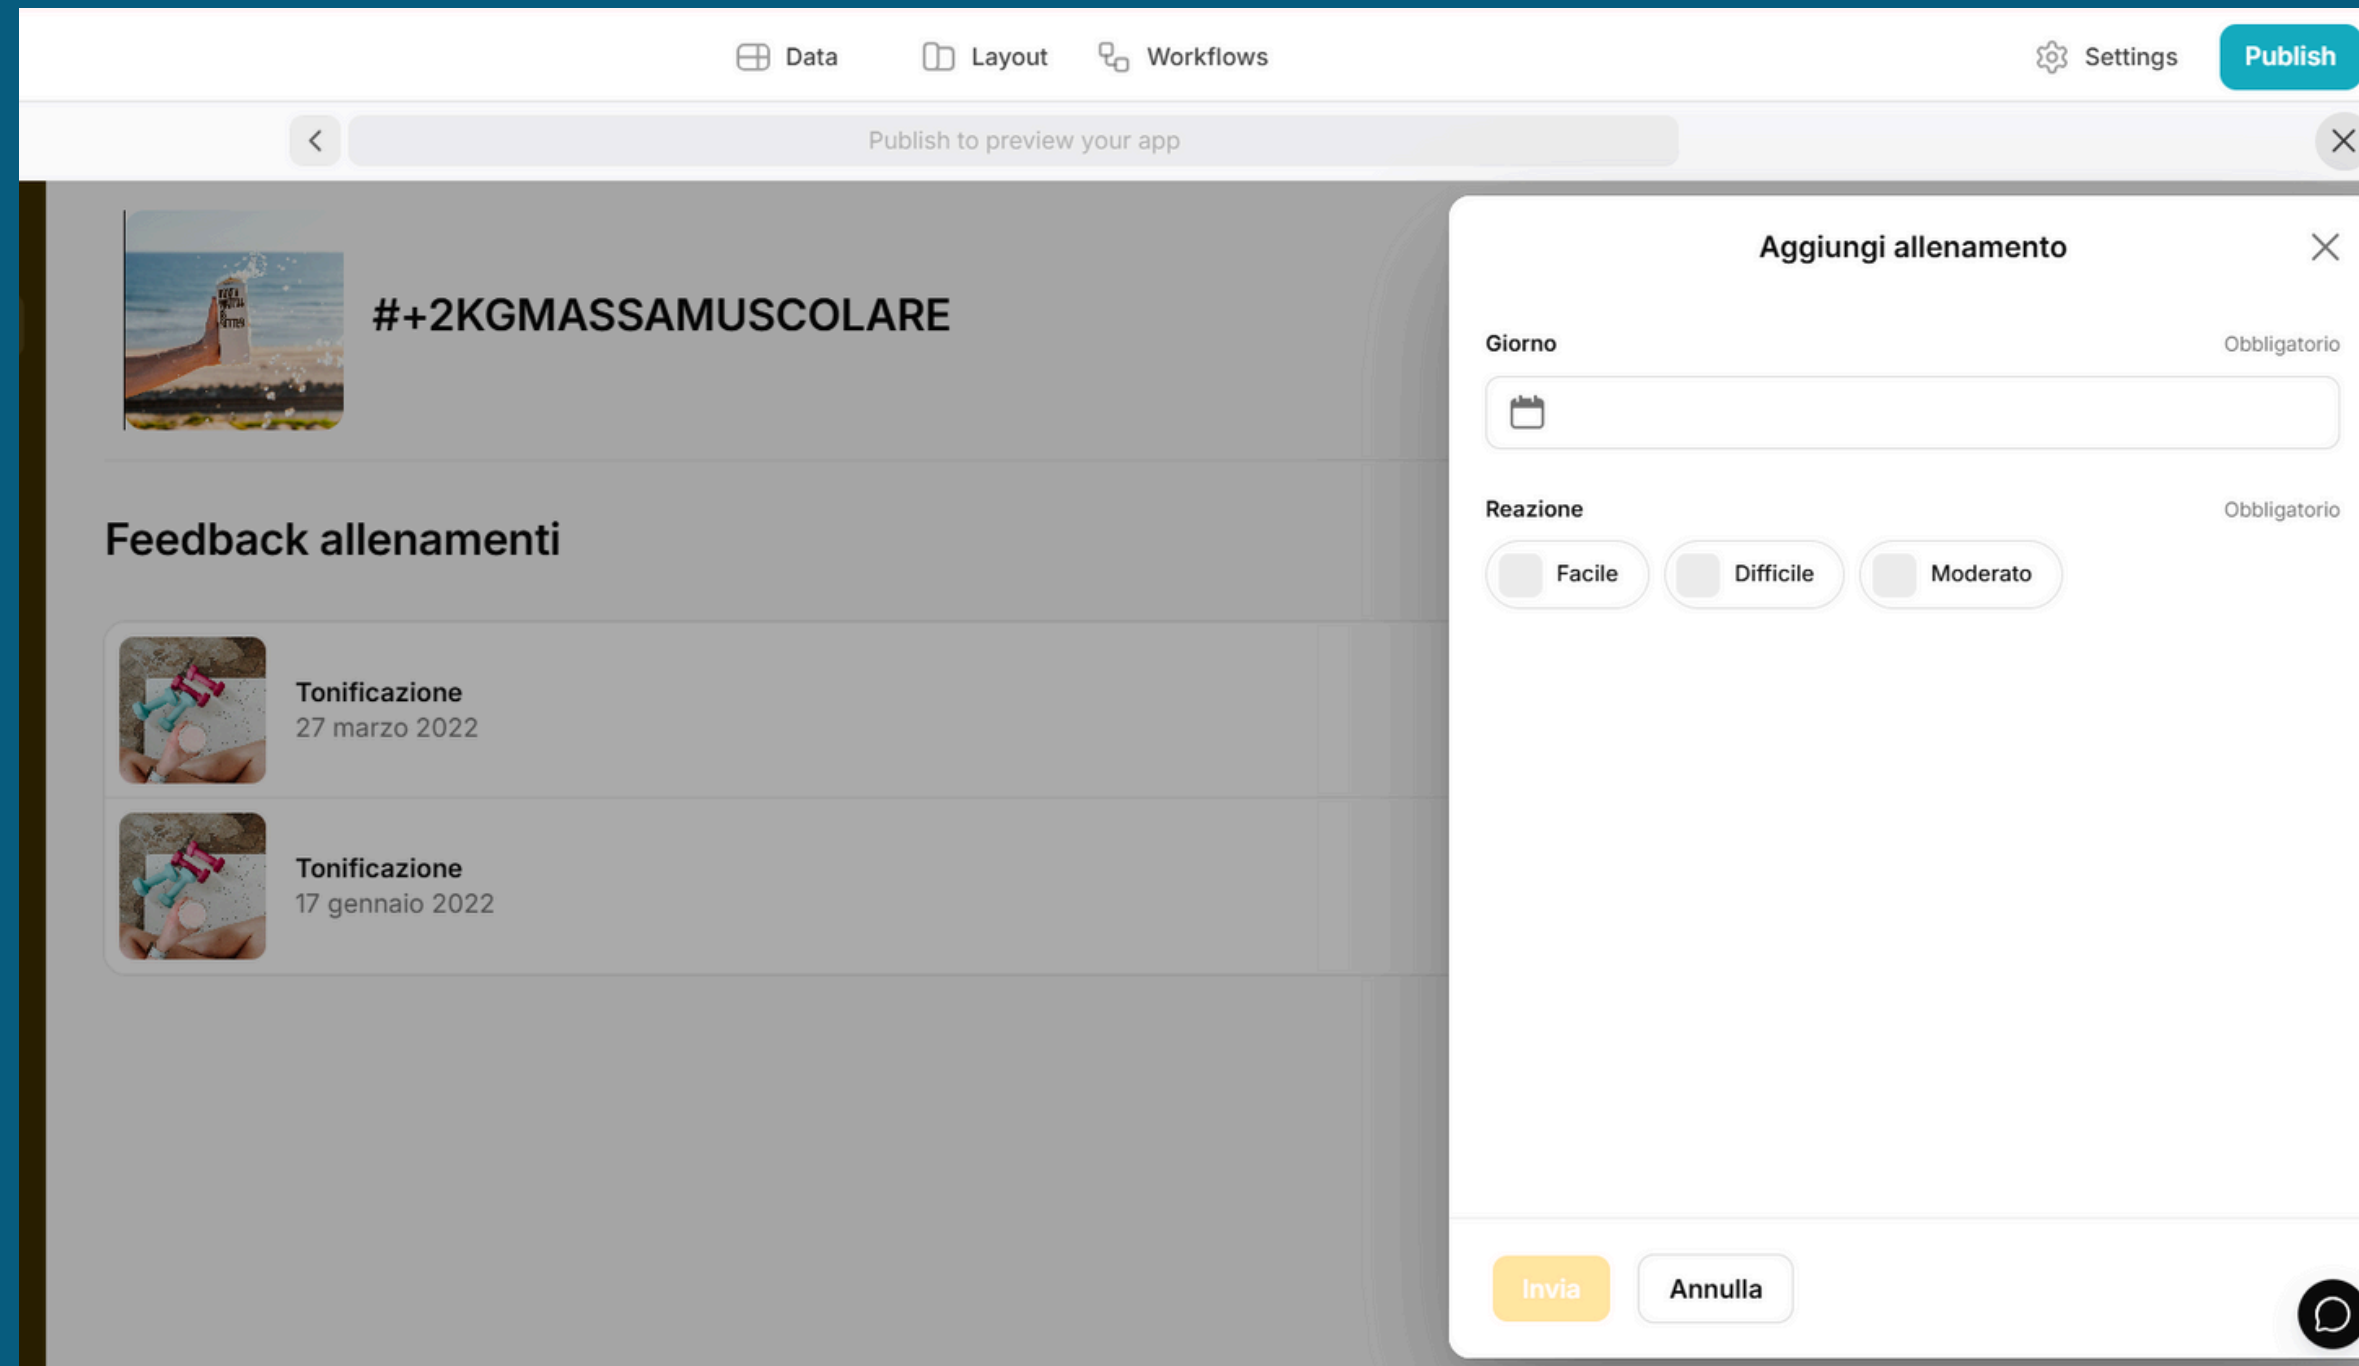 Data
Layout
Workflows
Settings
Publish
Publish to preview your app
#+2KGMASSAMUSCOLARE
Feedback allenamenti
Tonificazione
27 marzo 2022
Tonificazione
17 gennaio 2022
Aggiungi allenamento
Giorno
Obbligatorio
Reazione
Obbligatorio
Facile
Difficile
Moderato
Invia
Annulla